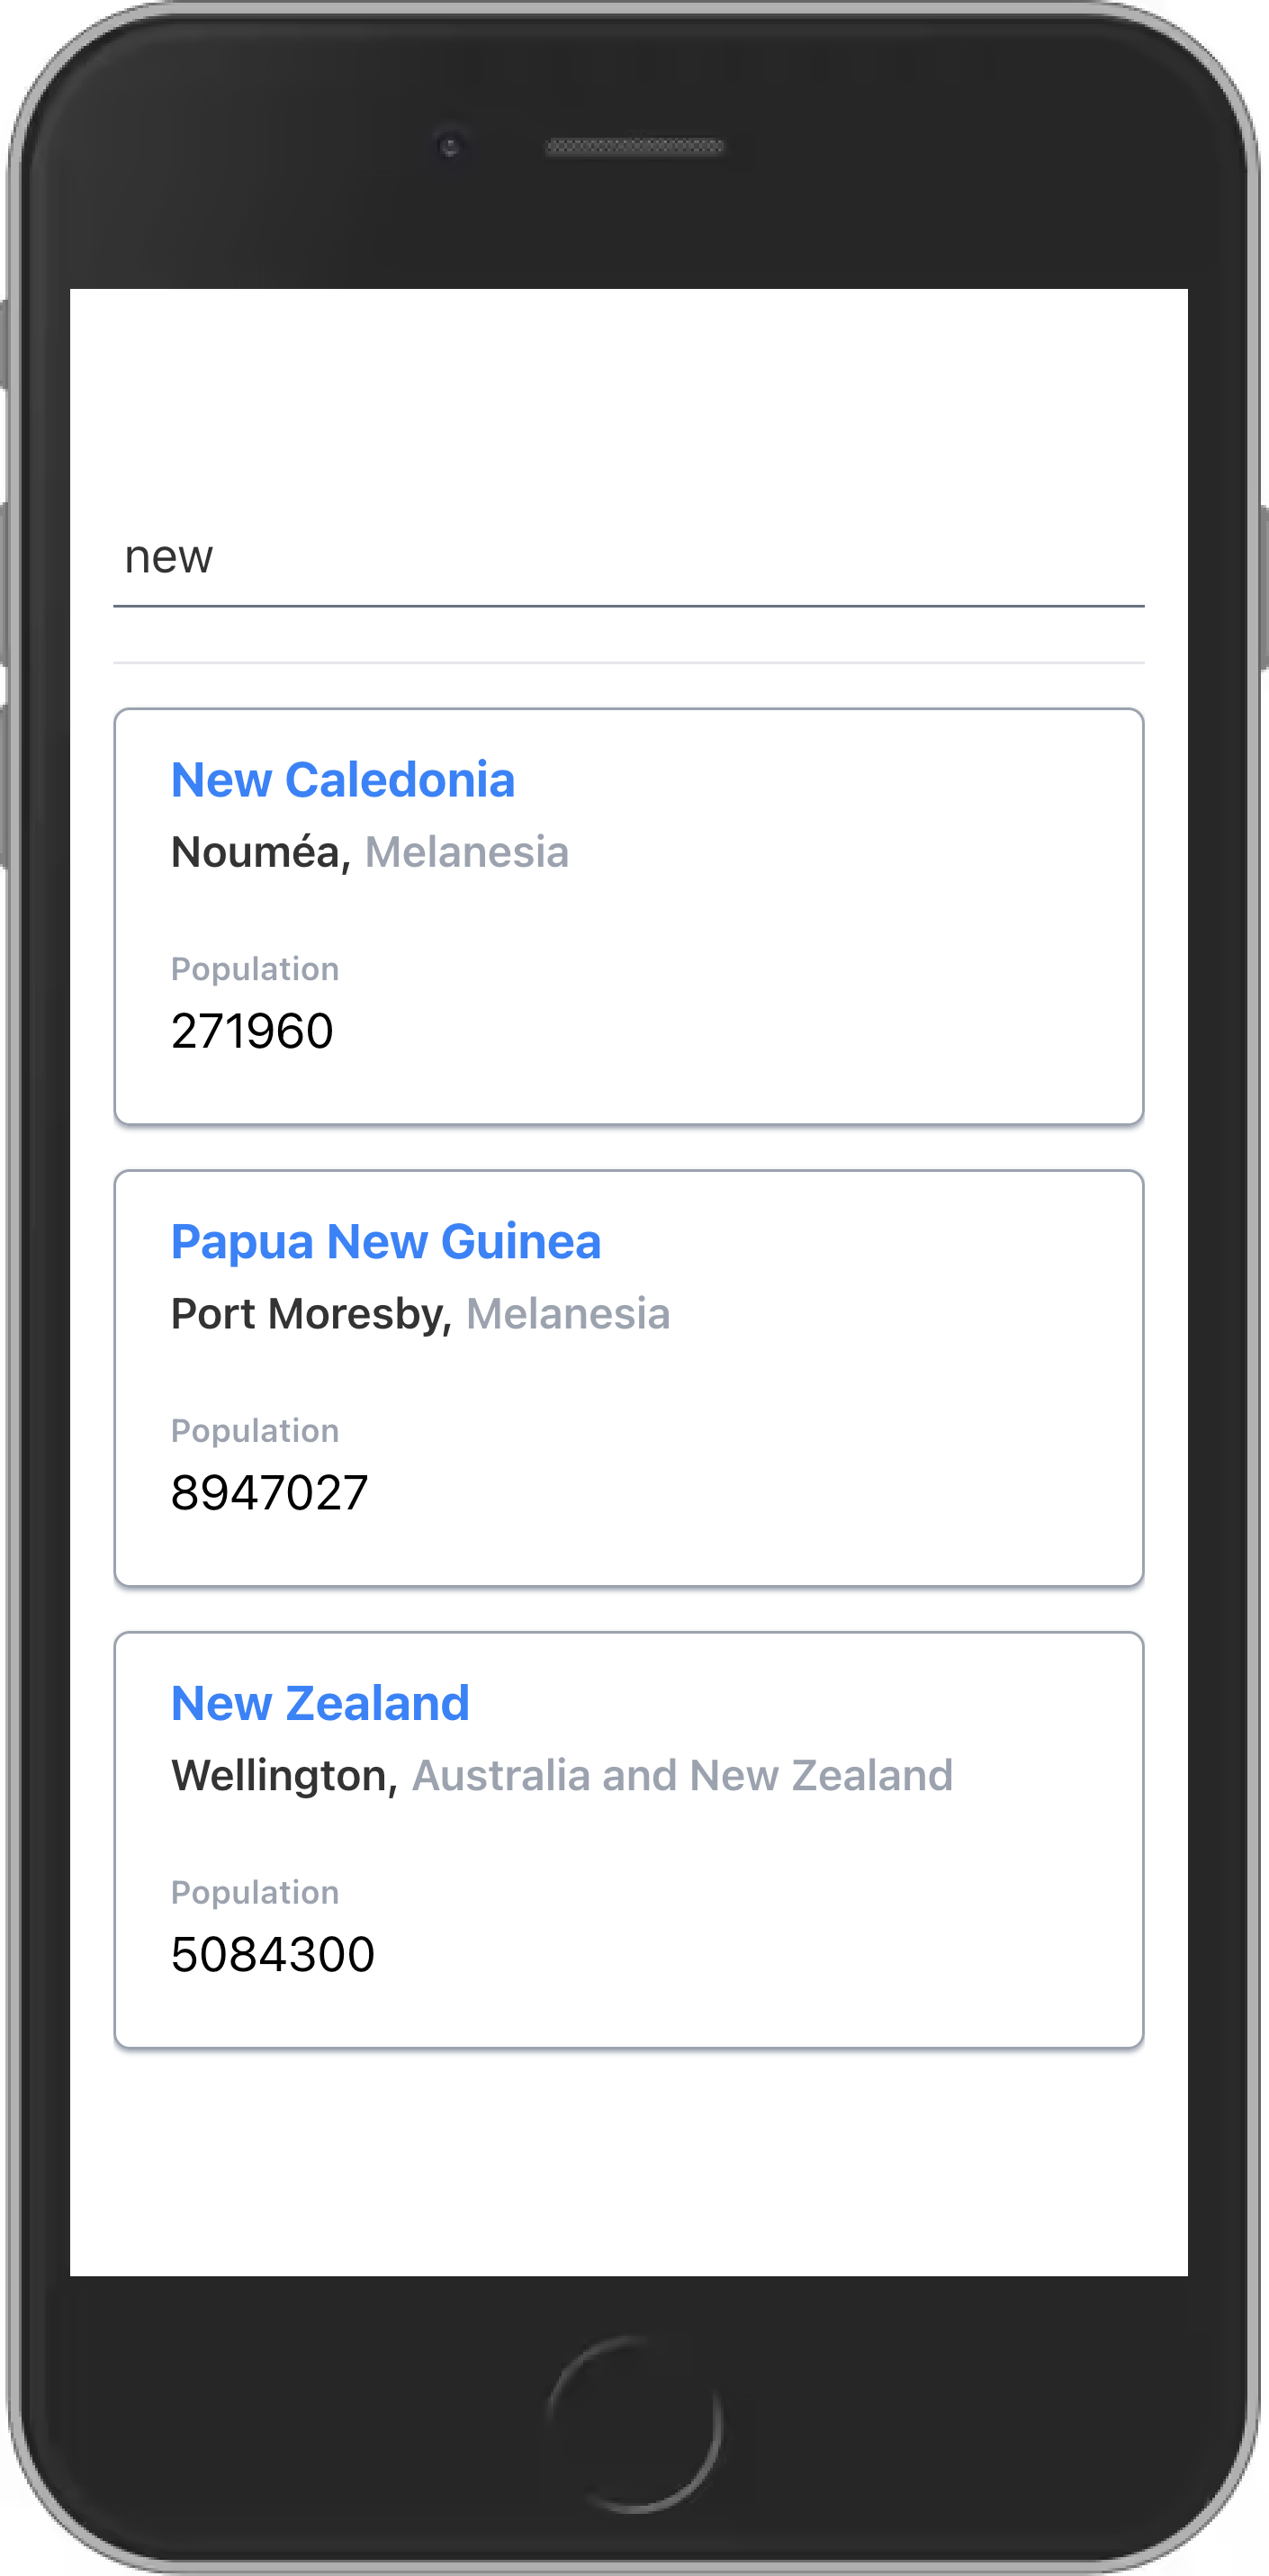 new
New Caledonia
Nouméa, Melanesia
Population
271960
Papua New Guinea
Port Moresby, Melanesia
Population
8947027
New Zealand
Wellington, Australia and New Zealand
Population
5084300